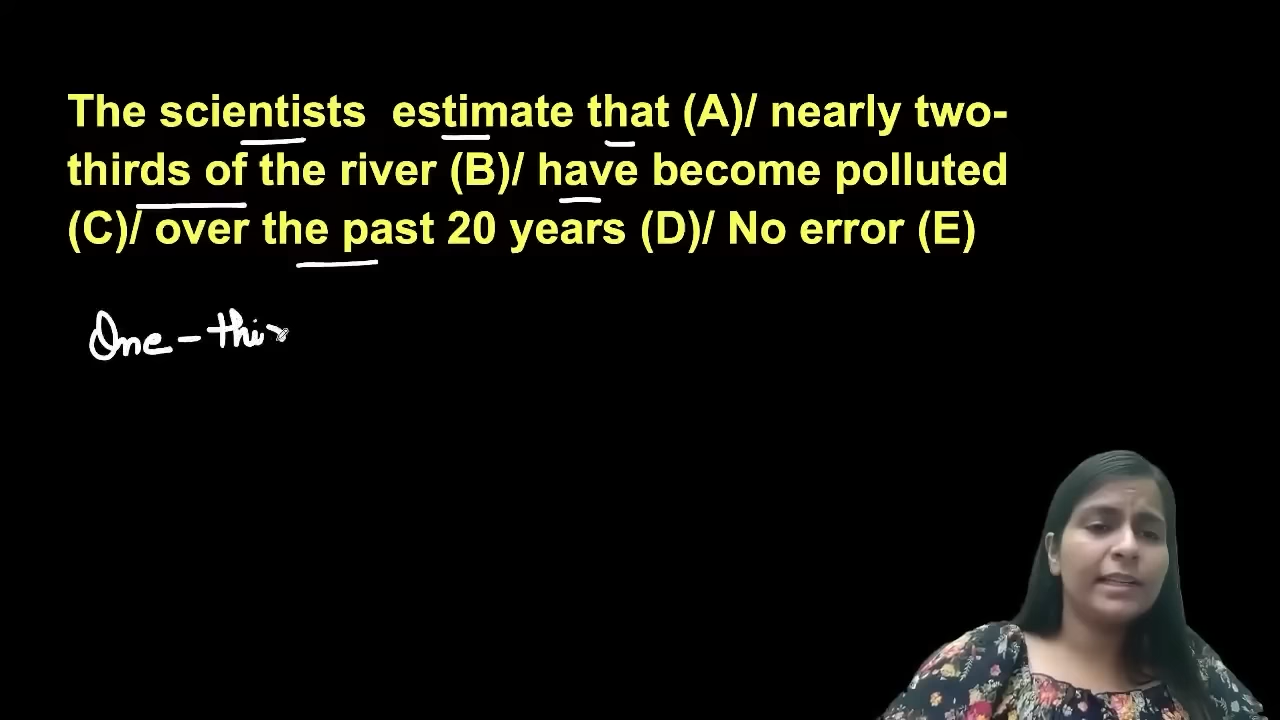 The scientists estimate that (A)/ nearly two-
thirds of the river (B)/ have become polluted
(C)/ over the past 20 years (D)/ No error (E)
One-thir